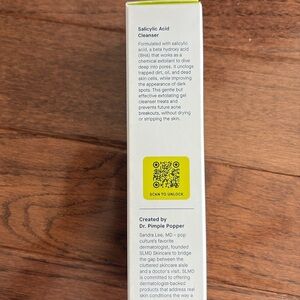 Salicylic Acid
Cleanser
Formulated with salicylic
acid, a beta hydroxy acid
(BHA) that works as a
chemical exfoliant to dive
deep into pores. It unclogs
trapped dirt, oil, and dead
skin cells, while improving
the appearance of dark
spots. This gentle but
effective exfoliating gel
cleanser treats and
prevents future acne
breakouts, without drying
or stripping the skin.
SCAN TO UNLOCK
Created by
Dr. Pimple Popper
Sandra Lee, MD - pop
culture's favorite
dermatologist, founded
SLMD Skincare to bridge
the gap between the
cluttered skincare aisle
and a doctor's visit. SLMD
is committed to offering
dermatologist-backed
products that address real
skin conditions the way a